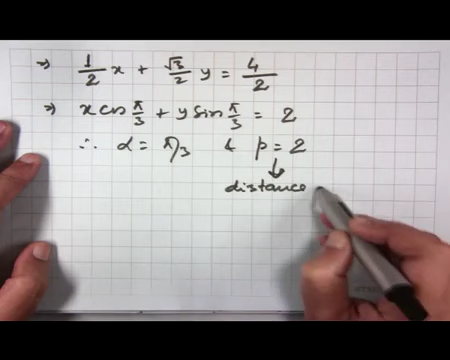 ⇒ 1/2 x + √3/2 y = 4/2
⇒ x cos π/3 + y sin π/3 = 2
∴ α = π/3 & p = 2
↓
distance